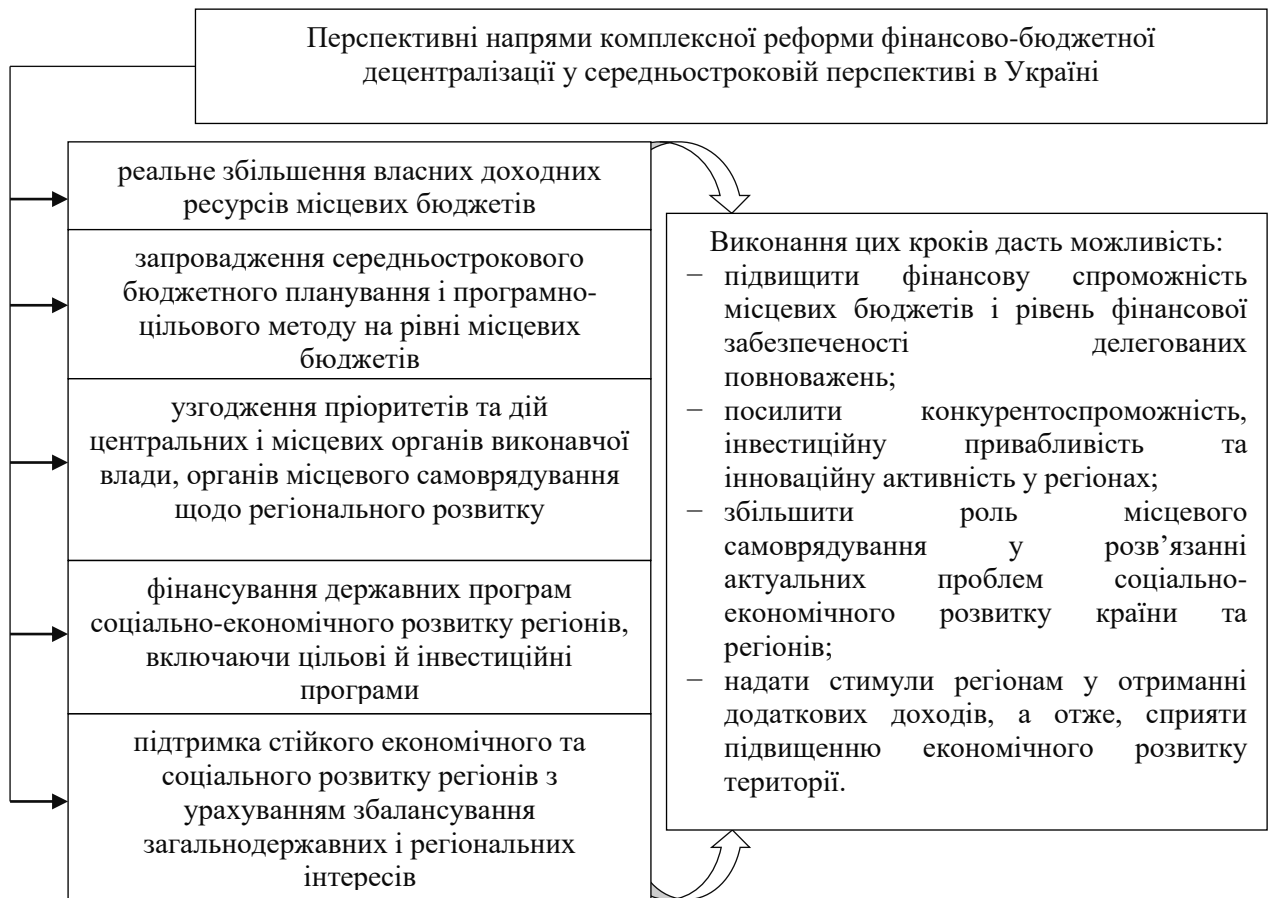 Перспективні напрями комплексної реформи фінансово-бюджетної
децентралізації у середньостроковій перспективі в Україні
реальне збільшення власних доходних
ресурсів місцевих бюджетів
запровадження середньострокового
бюджетного планування і програмно-
цільового методу на рівні місцевих
бюджетів
узгодження пріоритетів та дій
центральних і місцевих органів виконавчої
влади, органів місцевого самоврядування
щодо регіонального розвитку
фінансування державних програм
соціально-економічного розвитку регіонів,
включаючи цільові й інвестиційні
програми
підтримка стійкого економічного та
соціального розвитку регіонів з
урахуванням збалансування
загальнодержавних і регіональних
інтересів
Виконання цих кроків дасть можливість:
− підвищити фінансову спроможність
місцевих бюджетів і рівень фінансової
забезпеченості делегованих
повноважень;
− посилити конкурентоспроможність,
інвестиційну привабливість та
інноваційну активність у регіонах;
− збільшити роль місцевого
самоврядування у розв’язанні
актуальних проблем соціально-
економічного розвитку країни та
регіонів;
− надати стимули регіонам у отриманні
додаткових доходів, а отже, сприяти
підвищенню економічного розвитку
території.